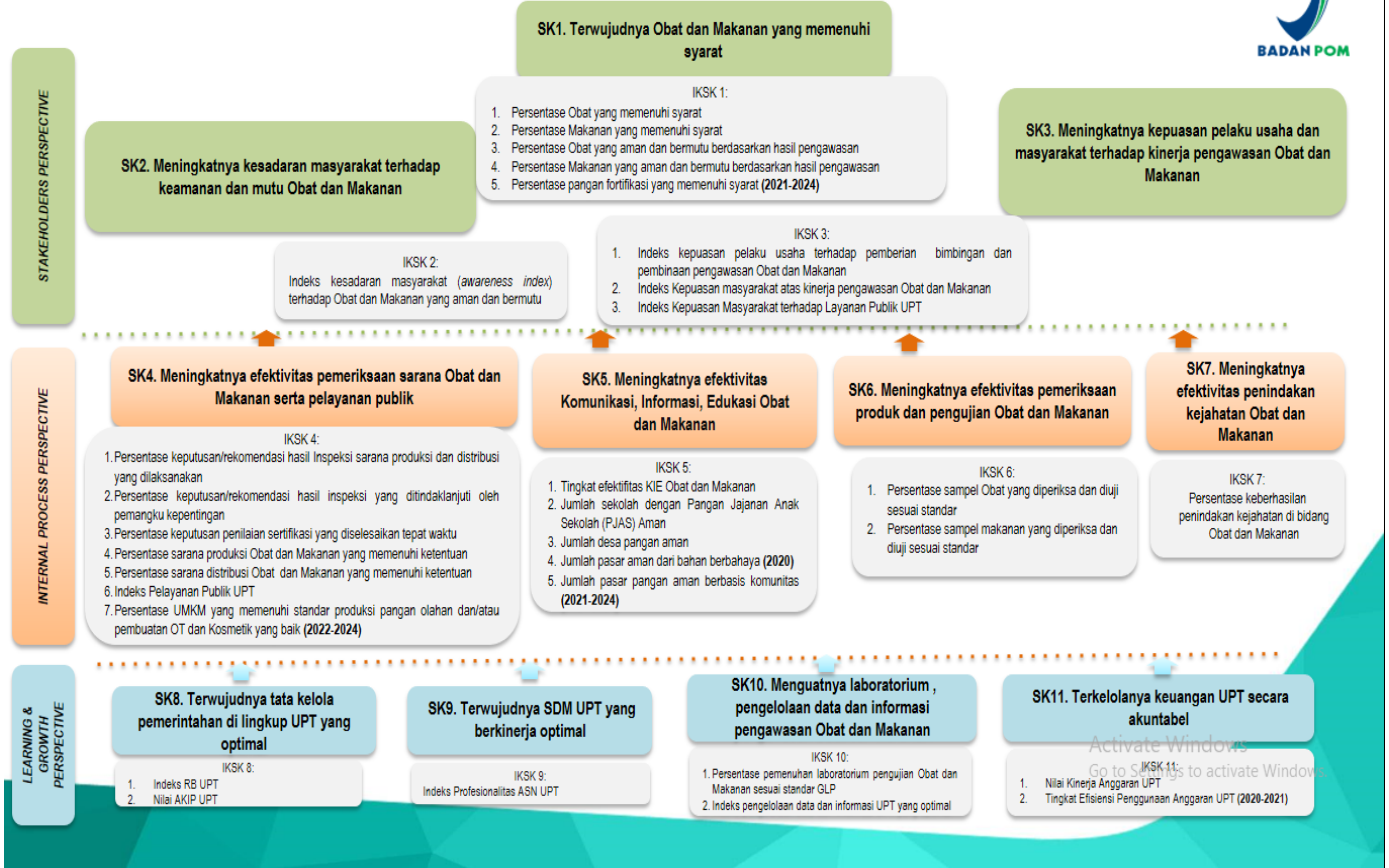 SK1. Terwujudnya Obat dan Makanan yang memenuhi
syarat
BADAN POM
STAKEHOLDERS PERSPECTIVE
IKSK 1:
1. Persentase Obat yang memenuhi syarat
2. Persentase Makanan yang memenuhi syarat
3. Persentase Obat yang aman dan bermutu berdasarkan hasil pengawasan
4. Persentase Makanan yang aman dan bermutu berdasarkan hasil pengawasan
5. Persentase pangan fortifikasi yang memenuhi syarat (2021-2024)
SK2. Meningkatnya kesadaran masyarakat terhadap
keamanan dan mutu Obat dan Makanan
SK3. Meningkatnya kepuasan pelaku usaha dan
masyarakat terhadap kinerja pengawasan Obat dan
Makanan
IKSK 2:
Indeks kesadaran masyarakat (awareness index)
terhadap Obat dan Makanan yang aman dan bermutu
IKSK 3:
1. Indeks kepuasan pelaku usaha terhadap pemberian bimbingan dan
pembinaan pengawasan Obat dan Makanan
2. Indeks Kepuasan masyarakat atas kinerja pengawasan Obat dan Makanan
3. Indeks Kepuasan Masyarakat terhadap Layanan Publik UPT
INTERNAL PROCESS PERSPECTIVE
SK4. Meningkatnya efektivitas pemeriksaan sarana Obat dan
Makanan serta pelayanan publik
IKSK 4:
1.Persentase keputusan/rekomendasi hasil Inspeksi sarana produksi dan distribusi
yang dilaksanakan
2.Persentase keputusan/rekomendasi hasil inspeksi yang ditindaklanjuti oleh
pemangku kepentingan
3.Persentase keputusan penilaian sertifikasi yang diselesaikan tepat waktu
4.Persentase sarana produksi Obat dan Makanan yang memenuhi ketentuan
5.Persentase sarana distribusi Obat dan Makanan yang memenuhi ketentuan
6.Indeks Pelayanan Publik UPT
7.Persentase UMKM yang memenuhi standar produksi pangan olahan dan/atau
pembuatan OT dan Kosmetik yang baik (2022-2024)
SK5. Meningkatnya efektivitas
Komunikasi, Informasi, Edukasi Obat
dan Makanan
IKSK 5:
1. Tingkat efektifitas KIE Obat dan Makanan
2. Jumlah sekolah dengan Pangan Jajanan Anak
Sekolah (PJAS) Aman
3. Jumlah desa pangan aman
4. Jumlah pasar aman dari bahan berbahaya (2020)
5. Jumlah pasar pangan aman berbasis komunitas
(2021-2024)
SK6. Meningkatnya efektivitas pemeriksaan
produk dan pengujian Obat dan Makanan
IKSK 6:
1. Persentase sampel Obat yang diperiksa dan diuji
sesuai standar
2. Persentase sampel makanan yang diperiksa dan
diuji sesuai standar
SK7. Meningkatnya
efektivitas penindakan
kejahatan Obat dan
Makanan
IKSK 7:
Persentase keberhasilan
penindakan kejahatan di bidang
Obat dan Makanan
LEARNING &
GROWTH
PERSPECTIVE
SK8. Terwujudnya tata kelola
pemerintahan di lingkup UPT yang
optimal
IKSK 8:
1. Indeks RB UPT
2. Nilai AKIP UPT
SK9. Terwujudnya SDM UPT yang
berkinerja optimal
IKSK 9:
Indeks Profesionalitas ASN UPT
SK10. Menguatnya laboratorium ,
pengelolaan data dan informasi
pengawasan Obat dan Makanan
IKSK 10:
1.Persentase pemenuhan laboratorium pengujian Obat dan
Makanan sesuai standar GLP
2.Indeks pengelolaan data dan informasi UPT yang optimal
SK11. Terkelolanya keuangan UPT secara
akuntabel
Activate Windows
Go to Settings to activate Windows.
IKSK 11:
1. Nilai Kinerja Anggaran UPT
2. Tingkat Efisiensi Penggunaan Anggaran UPT (2020-2021)